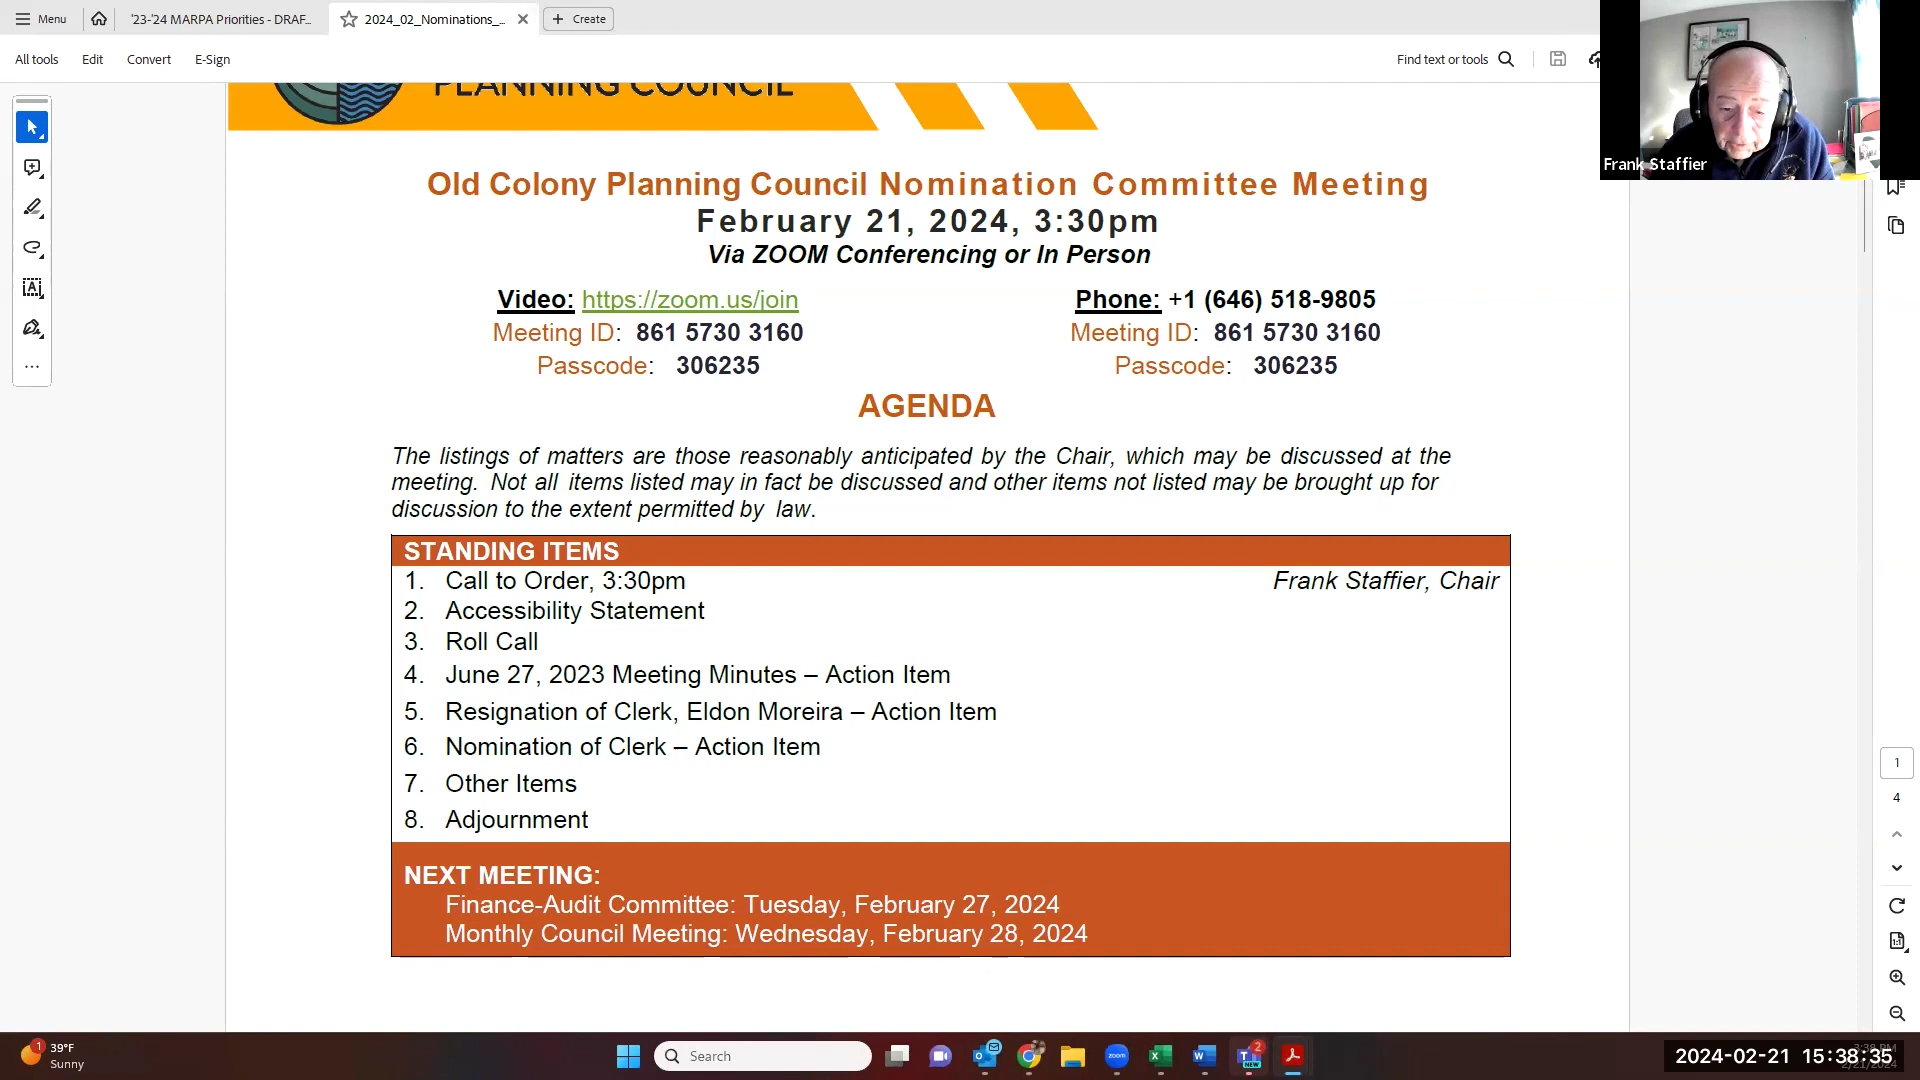 Menu
'23-'24 MARPA Priorities - DRAF...
2024_02_Nominations_...
Create
All tools
Edit
Convert
E-Sign
Find text or tools
Frank Staffier
PLANNING COUNCIL
Old Colony Planning Council Nomination Committee Meeting
February 21, 2024, 3:30pm
Via ZOOM Conferencing or In Person
Video: https://zoom.us/join
Meeting ID: 861 5730 3160
Passcode: 306235
Phone: +1 (646) 518-9805
Meeting ID: 861 5730 3160
Passcode: 306235
AGENDA
The listings of matters are those reasonably anticipated by the Chair, which may be discussed at the
meeting. Not all items listed may in fact be discussed and other items not listed may be brought up for
discussion to the extent permitted by law.
STANDING ITEMS
1. Call to Order, 3:30pm Frank Staffier, Chair
2. Accessibility Statement
3. Roll Call
4. June 27, 2023 Meeting Minutes – Action Item
5. Resignation of Clerk, Eldon Moreira – Action Item
6. Nomination of Clerk – Action Item
7. Other Items
8. Adjournment
NEXT MEETING:
Finance-Audit Committee: Tuesday, February 27, 2024
Monthly Council Meeting: Wednesday, February 28, 2024
1
4
1
39°F
Sunny
Search
zoom
2
NEW
2024-02-21 15:38:35